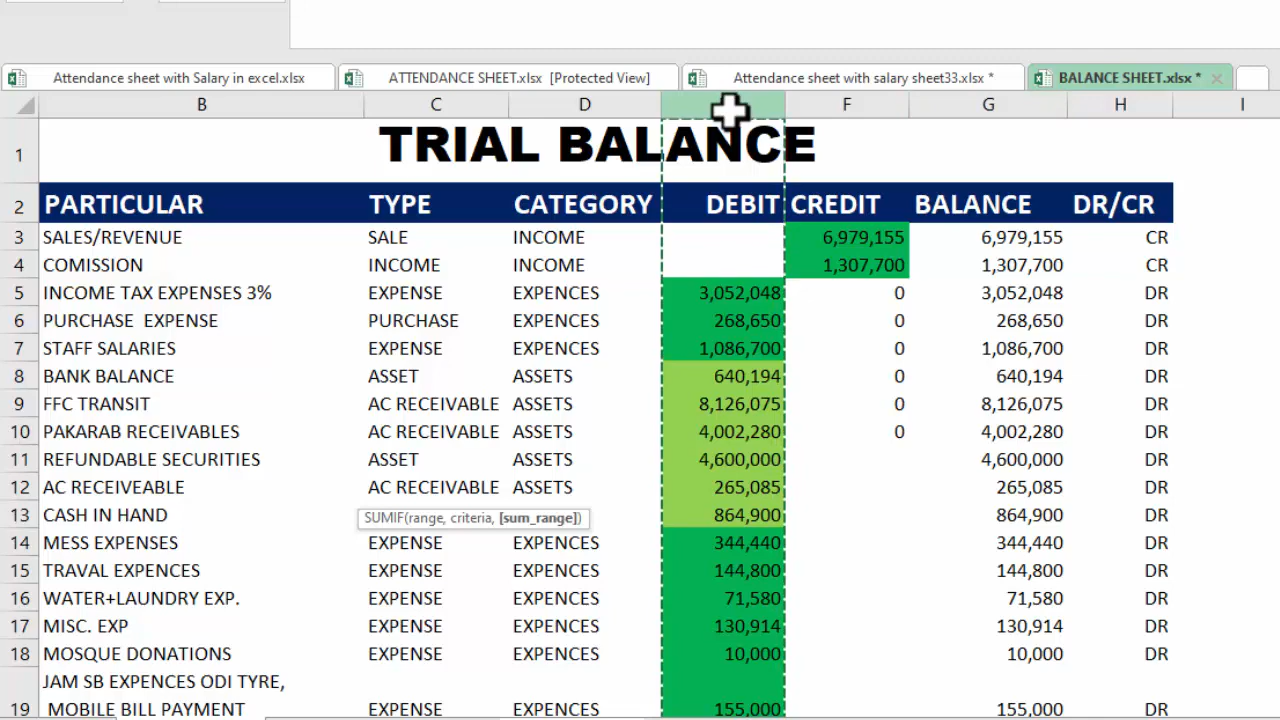 Attendance sheet with Salary in excel.xlsx ATTENDANCE SHEET.xlsx [Protected View] Attendance sheet with salary sheet33.xlsx * BALANCE SHEET.xlsx *
B C D F G H I
1 TRIAL BALANCE
2 PARTICULAR TYPE CATEGORY DEBIT CREDIT BALANCE DR/CR
3 SALES/REVENUE SALE INCOME 6,979,155 6,979,155 CR
4 COMISSION INCOME INCOME 1,307,700 1,307,700 CR
5 INCOME TAX EXPENSES 3% EXPENSE EXPENCES 3,052,048 0 3,052,048 DR
6 PURCHASE EXPENSE PURCHASE EXPENCES 268,650 0 268,650 DR
7 STAFF SALARIES EXPENSE EXPENCES 1,086,700 0 1,086,700 DR
8 BANK BALANCE ASSET ASSETS 640,194 0 640,194 DR
9 FFC TRANSIT AC RECEIVABLE ASSETS 8,126,075 0 8,126,075 DR
10 PAKARAB RECEIVABLES AC RECEIVABLE ASSETS 4,002,280 0 4,002,280 DR
11 REFUNDABLE SECURITIES ASSET ASSETS 4,600,000 4,600,000 DR
12 AC RECEIVEABLE AC RECEIVABLE ASSETS 265,085 265,085 DR
13 CASH IN HAND SUMIF(range, criteria, [sum_range]) 864,900 864,900 DR
14 MESS EXPENSES EXPENSE EXPENCES 344,440 344,440 DR
15 TRAVAL EXPENCES EXPENSE EXPENCES 144,800 144,800 DR
16 WATER+LAUNDRY EXP. EXPENSE EXPENCES 71,580 71,580 DR
17 MISC. EXP EXPENSE EXPENCES 130,914 130,914 DR
18 MOSQUE DONATIONS EXPENSE EXPENCES 10,000 10,000 DR
JAM SB EXPENCES ODI TYRE,
19 MOBILE BILL PAYMENT EXPENSE EXPENCES 155,000 155,000 DR